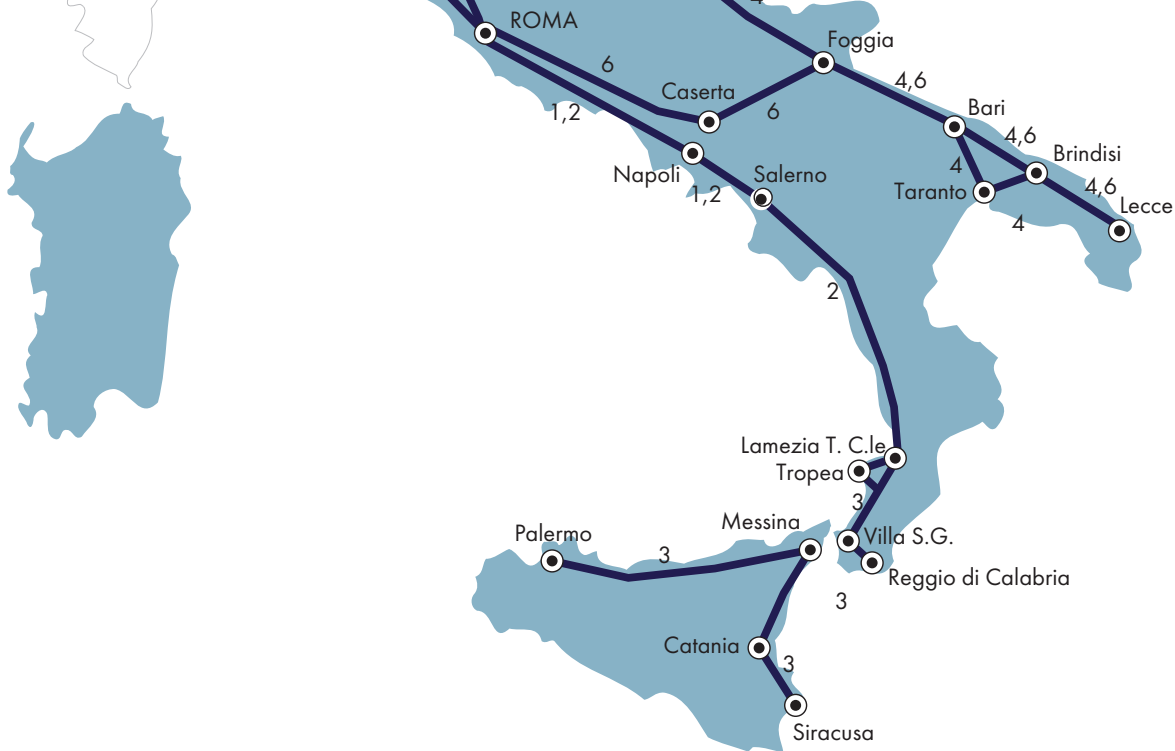 4
ROMA
Foggia
6
4,6
Caserta
Bari
1,2
6
4,6
Brindisi
4
Napoli
Salerno
Taranto
4,6
1,2
Lecce
4
2
Lamezia T. C.le
Tropea
3
Messina
Palermo
Villa S.G.
3
Reggio di Calabria
3
Catania
3
Siracusa